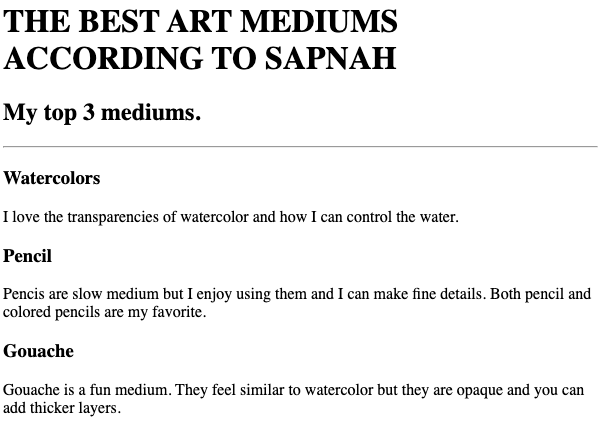 THE BEST ART MEDIUMS
ACCORDING TO SAPNAH
My top 3 mediums.
Watercolors
I love the transparencies of watercolor and how I can control the water.
Pencil
Pencis are slow medium but I enjoy using them and I can make fine details. Both pencil and
colored pencils are my favorite.
Gouache
Gouache is a fun medium. They feel similar to watercolor but they are opaque and you can
add thicker layers.